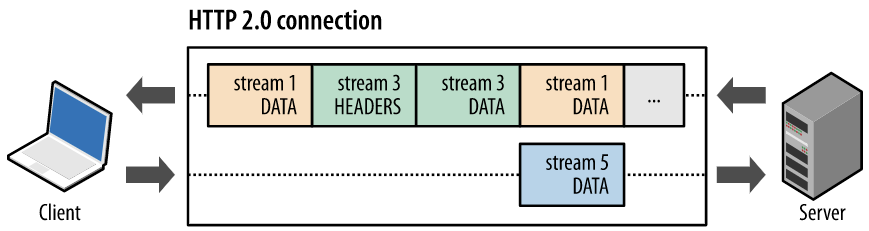 HTTP 2.0 connection
stream 1
DATA
stream 3
HEADERS
stream 3
DATA
stream 1
DATA
...
stream 5
DATA
Client
Server